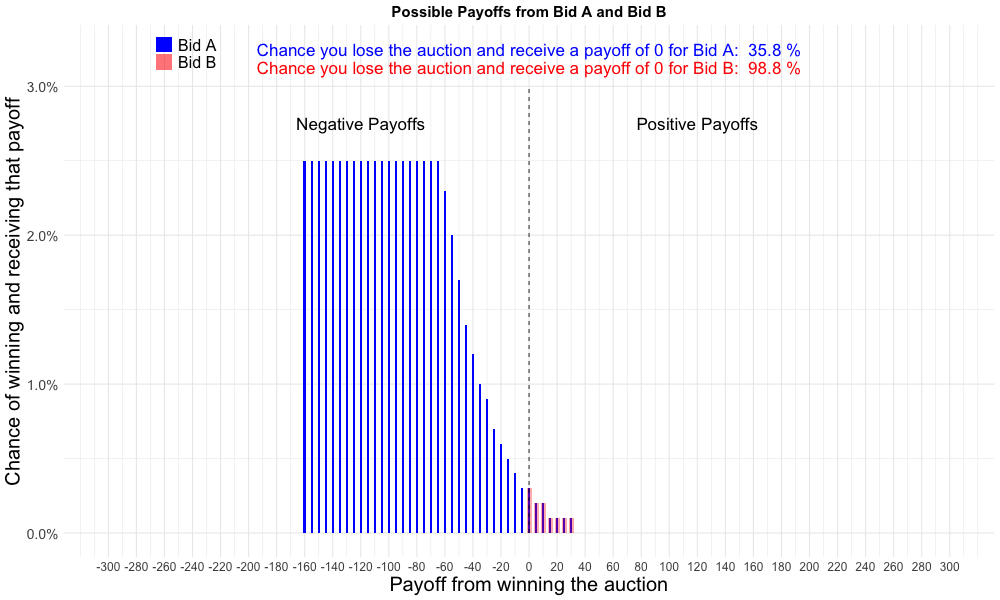 Possible Payoffs from Bid A and Bid B
Bid A
Bid B
Chance you lose the auction and receive a payoff of 0 for Bid A: 35.8 %
Chance you lose the auction and receive a payoff of 0 for Bid B: 98.8 %
Negative Payoffs
Positive Payoffs
Chance of winning and receiving that payoff
3.0%
2.0%
1.0%
0.0%
-300 -280 -260 -240 -220 -200 -180 -160 -140 -120 -100 -80 -60 -40 -20 0 20 40 60 80 100 120 140 160 180 200 220 240 260 280 300
Payoff from winning the auction